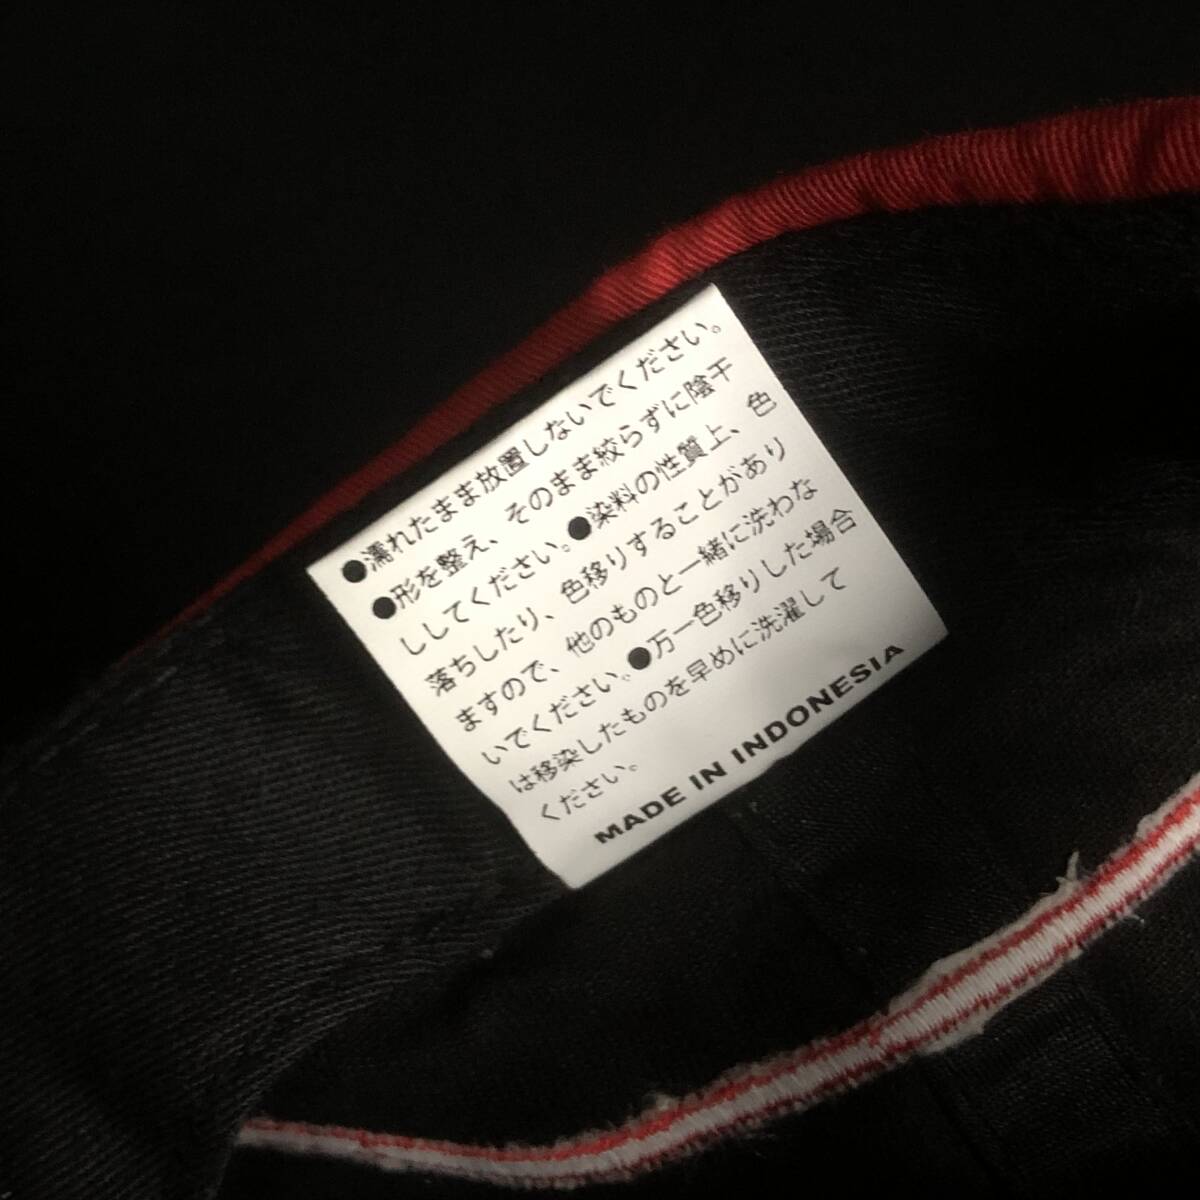 ●濡れたまま放置しないでください。
●形を整え、そのまま絞らずに陰干
ししてください。●染料の性質上、色
落ちしたり、色移りすることがあり
ますので、他のものと一緒に洗わな
いでください。●万一色移りした場合
は移染したものを早めに洗濯して
ください。
MADE IN INDONESIA